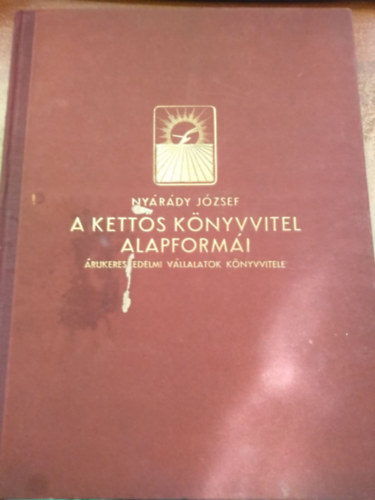 NYÁRÁDY JÓZSEF
A KETTŐS KÖNYVVITEL
ALAPFORMÁI
ÁRUKERESKEDELMI VÁLLALATOK KÖNYVVITELE